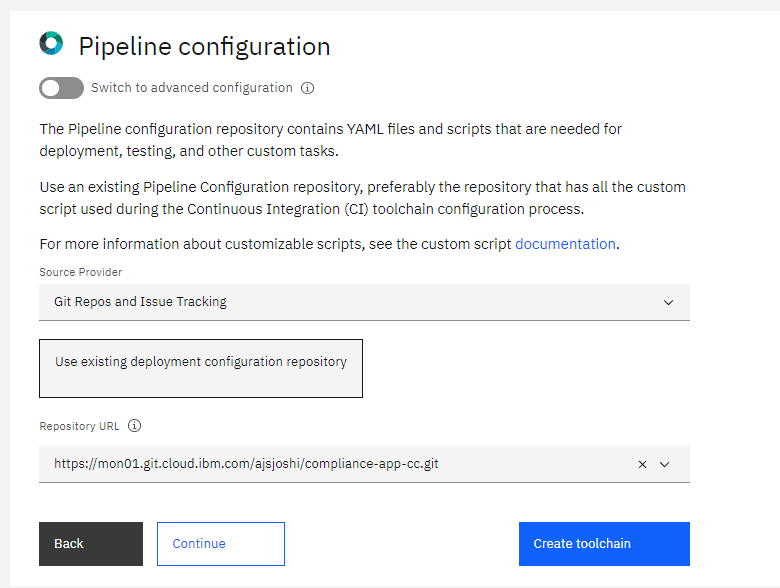 Pipeline configuration
Switch to advanced configuration
The Pipeline configuration repository contains YAML files and scripts that are needed for
deployment, testing, and other custom tasks.
Use an existing Pipeline Configuration repository, preferably the repository that has all the custom
script used during the Continuous Integration (CI) toolchain configuration process.
For more information about customizable scripts, see the custom script documentation.
Source Provider
Git Repos and Issue Tracking
Use existing deployment configuration repository
Repository URL
https://mon01.git.cloud.ibm.com/ajsjoshi/compliance-app-cc.git
Back
Continue
Create toolchain